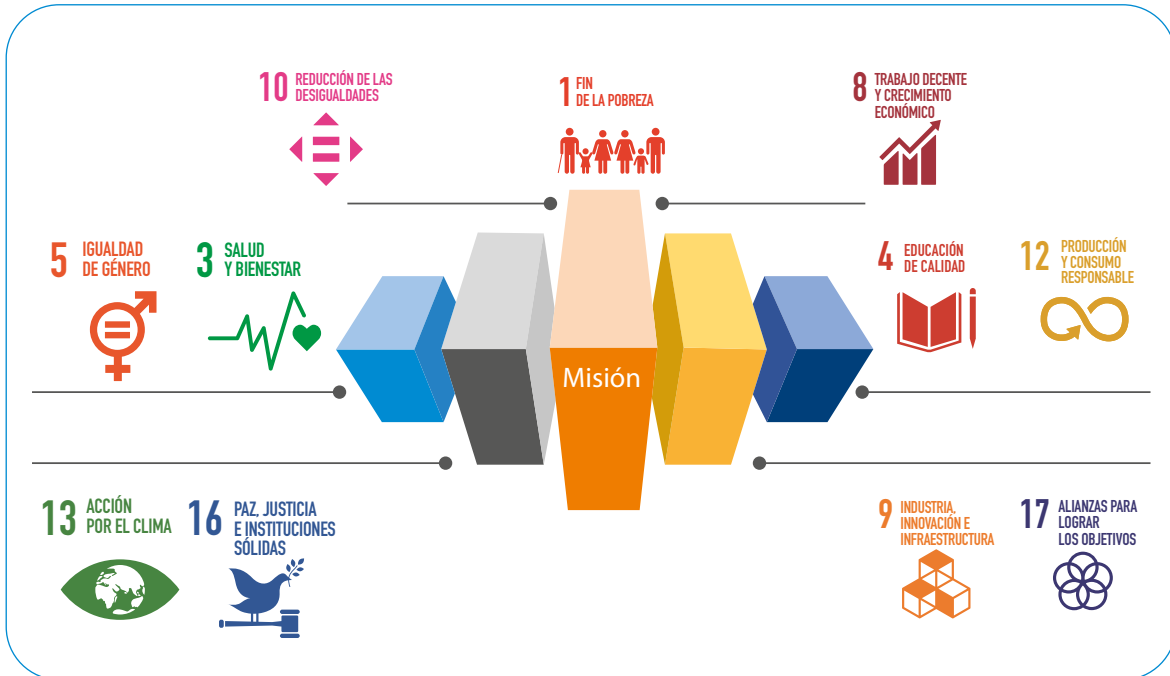 10 REDUCCIÓN DE LAS
DESIGUALDADES
1 FIN
DE LA POBREZA
8 TRABAJO DECENTE
Y CRECIMIENTO
ECONÓMICO
5 IGUALDAD
DE GÉNERO
3 SALUD
Y BIENESTAR
4 EDUCACIÓN
DE CALIDAD
12 PRODUCCIÓN
Y CONSUMO
RESPONSABLE
Misión
13 ACCIÓN
POR EL CLIMA
16 PAZ, JUSTICIA
E INSTITUCIONES
SÓLIDAS
9 INDUSTRIA,
INNOVACIÓN E
INFRAESTRUCTURA
17 ALIANZAS PARA
LOGRAR
LOS OBJETIVOS